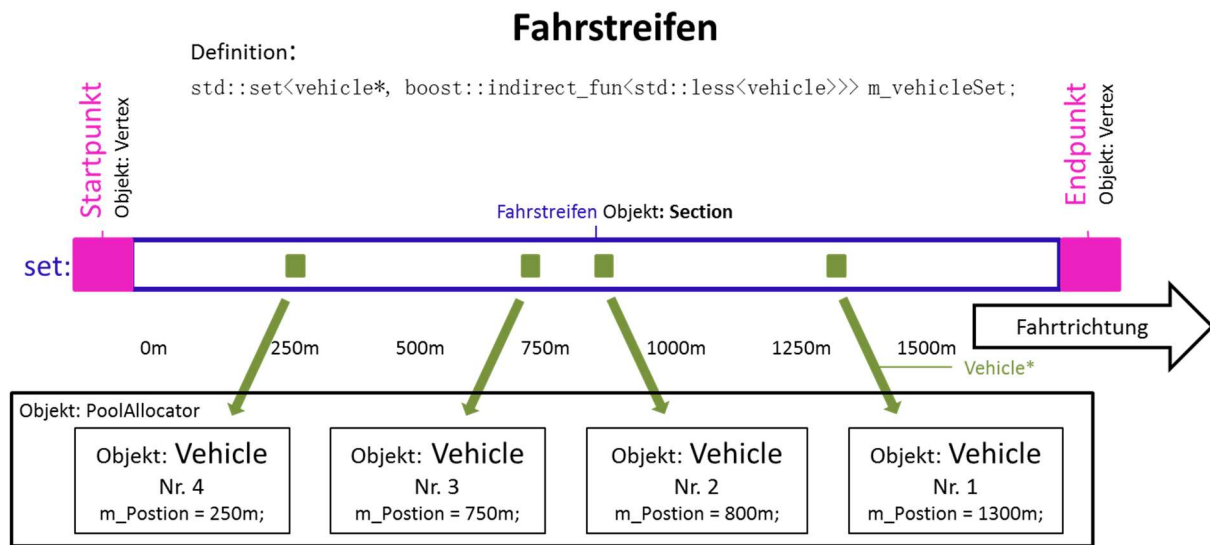 Fahrstreifen
Definition:
std::set<vehicle*, boost::indirect_fun<std::less<vehicle>>> m_vehicleSet;
Startpunkt
Objekt: Vertex
Endpunkt
Objekt: Vertex
Fahrstreifen Objekt: Section
set:
Fahrtrichtung
0m 250m 500m 750m 1000m 1250m 1500m
Vehicle*
Objekt: PoolAllocator
Objekt: Vehicle
Nr. 4
m_Postion = 250m;
Objekt: Vehicle
Nr. 3
m_Postion = 750m;
Objekt: Vehicle
Nr. 2
m_Postion = 800m;
Objekt: Vehicle
Nr. 1
m_Postion = 1300m;